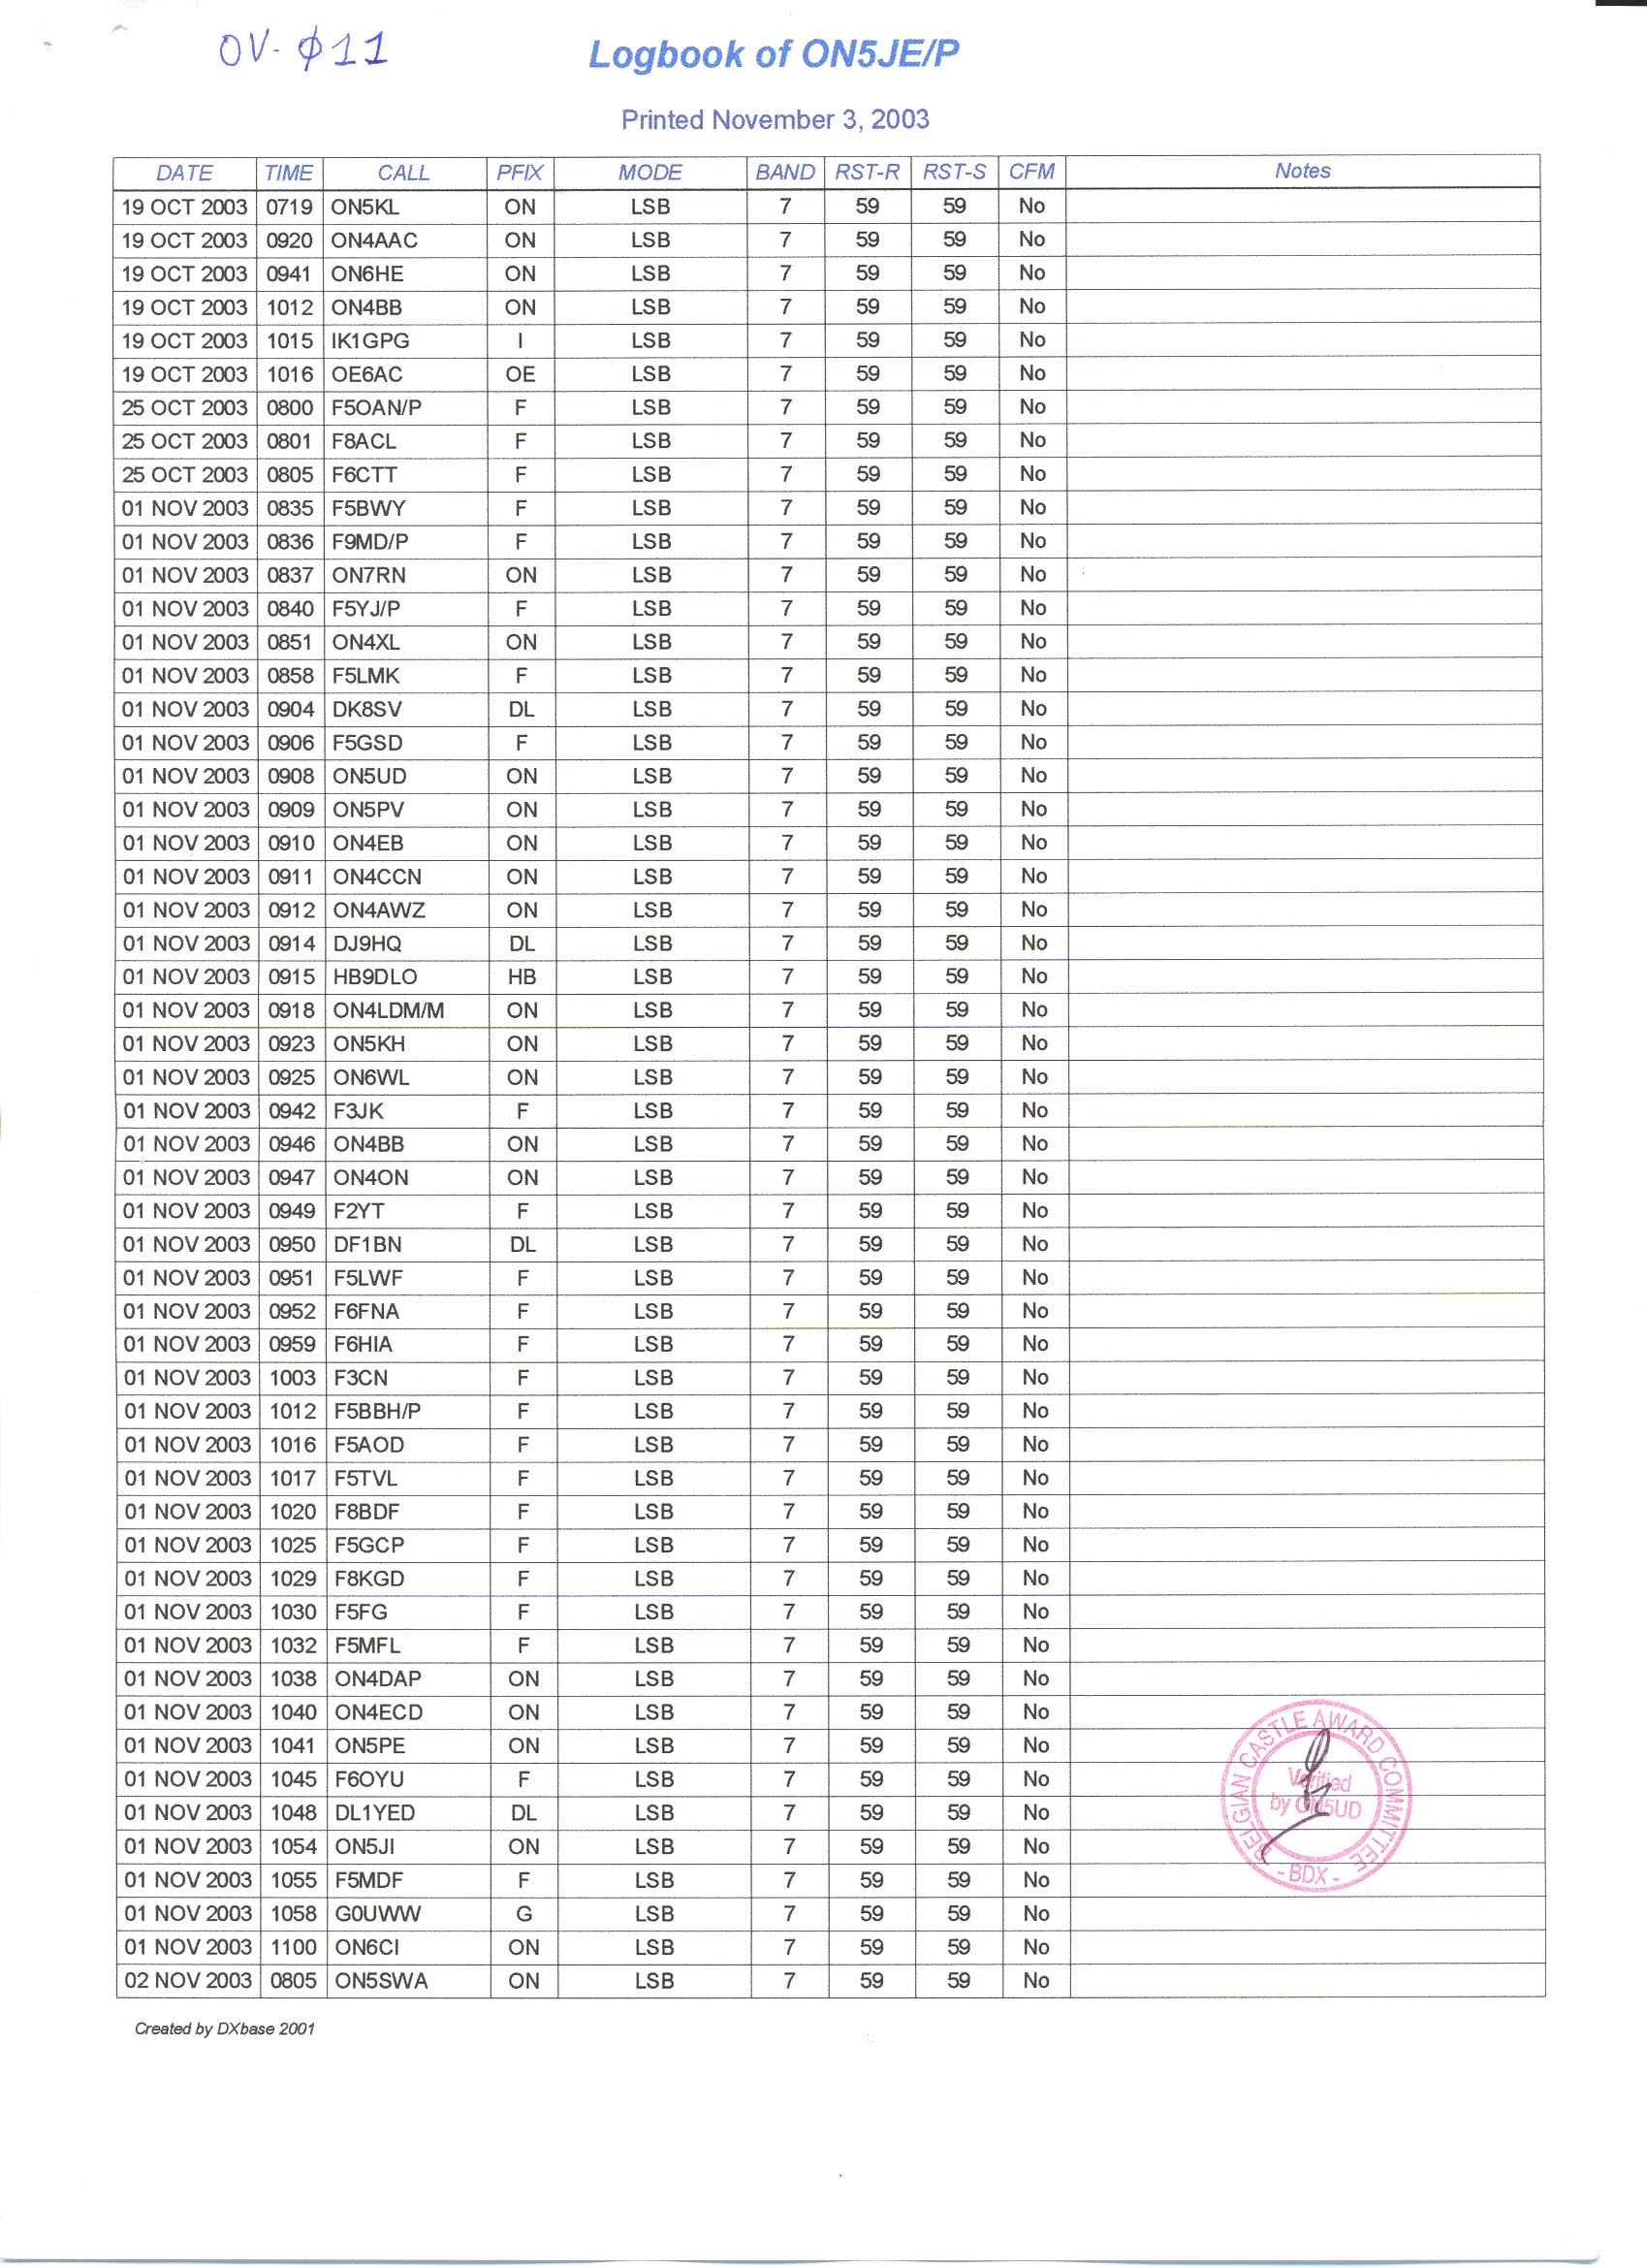 OV-Ø11
Logbook of ON5JE/P
Printed November 3, 2003
DATE TIME CALL PFIX MODE BAND RST-R RST-S CFM Notes
19 OCT 2003 0719 ON5KL ON LSB 7 59 59 No
19 OCT 2003 0920 ON4AAC ON LSB 7 59 59 No
19 OCT 2003 0941 ON6HE ON LSB 7 59 59 No
19 OCT 2003 1012 ON4BB ON LSB 7 59 59 No
19 OCT 2003 1015 IK1GPG I LSB 7 59 59 No
19 OCT 2003 1016 OE6AC OE LSB 7 59 59 No
25 OCT 2003 0800 F5OAN/P F LSB 7 59 59 No
25 OCT 2003 0801 F8ACL F LSB 7 59 59 No
25 OCT 2003 0805 F6CTT F LSB 7 59 59 No
01 NOV 2003 0835 F5BWY F LSB 7 59 59 No
01 NOV 2003 0836 F9MD/P F LSB 7 59 59 No
01 NOV 2003 0837 ON7RN ON LSB 7 59 59 No
01 NOV 2003 0840 F5YJ/P F LSB 7 59 59 No
01 NOV 2003 0851 ON4XL ON LSB 7 59 59 No
01 NOV 2003 0858 F5LMK F LSB 7 59 59 No
01 NOV 2003 0904 DK8SV DL LSB 7 59 59 No
01 NOV 2003 0906 F5GSD F LSB 7 59 59 No
01 NOV 2003 0908 ON5UD ON LSB 7 59 59 No
01 NOV 2003 0909 ON5PV ON LSB 7 59 59 No
01 NOV 2003 0910 ON4EB ON LSB 7 59 59 No
01 NOV 2003 0911 ON4CCN ON LSB 7 59 59 No
01 NOV 2003 0912 ON4AWZ ON LSB 7 59 59 No
01 NOV 2003 0914 DJ9HQ DL LSB 7 59 59 No
01 NOV 2003 0915 HB9DLO HB LSB 7 59 59 No
01 NOV 2003 0918 ON4LDM/M ON LSB 7 59 59 No
01 NOV 2003 0923 ON5KH ON LSB 7 59 59 No
01 NOV 2003 0925 ON6WL ON LSB 7 59 59 No
01 NOV 2003 0942 F3JK F LSB 7 59 59 No
01 NOV 2003 0946 ON4BB ON LSB 7 59 59 No
01 NOV 2003 0947 ON4ON ON LSB 7 59 59 No
01 NOV 2003 0949 F2YT F LSB 7 59 59 No
01 NOV 2003 0950 DF1BN DL LSB 7 59 59 No
01 NOV 2003 0951 F5LWF F LSB 7 59 59 No
01 NOV 2003 0952 F6FNA F LSB 7 59 59 No
01 NOV 2003 0959 F6HIA F LSB 7 59 59 No
01 NOV 2003 1003 F3CN F LSB 7 59 59 No
01 NOV 2003 1012 F5BBH/P F LSB 7 59 59 No
01 NOV 2003 1016 F5AOD F LSB 7 59 59 No
01 NOV 2003 1017 F5TVL F LSB 7 59 59 No
01 NOV 2003 1020 F8BDF F LSB 7 59 59 No
01 NOV 2003 1025 F5GCP F LSB 7 59 59 No
01 NOV 2003 1029 F8KGD F LSB 7 59 59 No
01 NOV 2003 1030 F5FG F LSB 7 59 59 No
01 NOV 2003 1032 F5MFL F LSB 7 59 59 No
01 NOV 2003 1038 ON4DAP ON LSB 7 59 59 No
01 NOV 2003 1040 ON4ECD ON LSB 7 59 59 No
01 NOV 2003 1041 ON5PE ON LSB 7 59 59 No
01 NOV 2003 1045 F6OYU F LSB 7 59 59 No
01 NOV 2003 1048 DL1YED DL LSB 7 59 59 No
01 NOV 2003 1054 ON5JI ON LSB 7 59 59 No
01 NOV 2003 1055 F5MDF F LSB 7 59 59 No
01 NOV 2003 1058 G0UWW G LSB 7 59 59 No
01 NOV 2003 1100 ON6CI ON LSB 7 59 59 No
02 NOV 2003 0805 ON5SWA ON LSB 7 59 59 No
BELGIAN CASTLE AWARD COMMITTEE
Verified
by ON5UD
- BDX -
Created by DXbase 2001